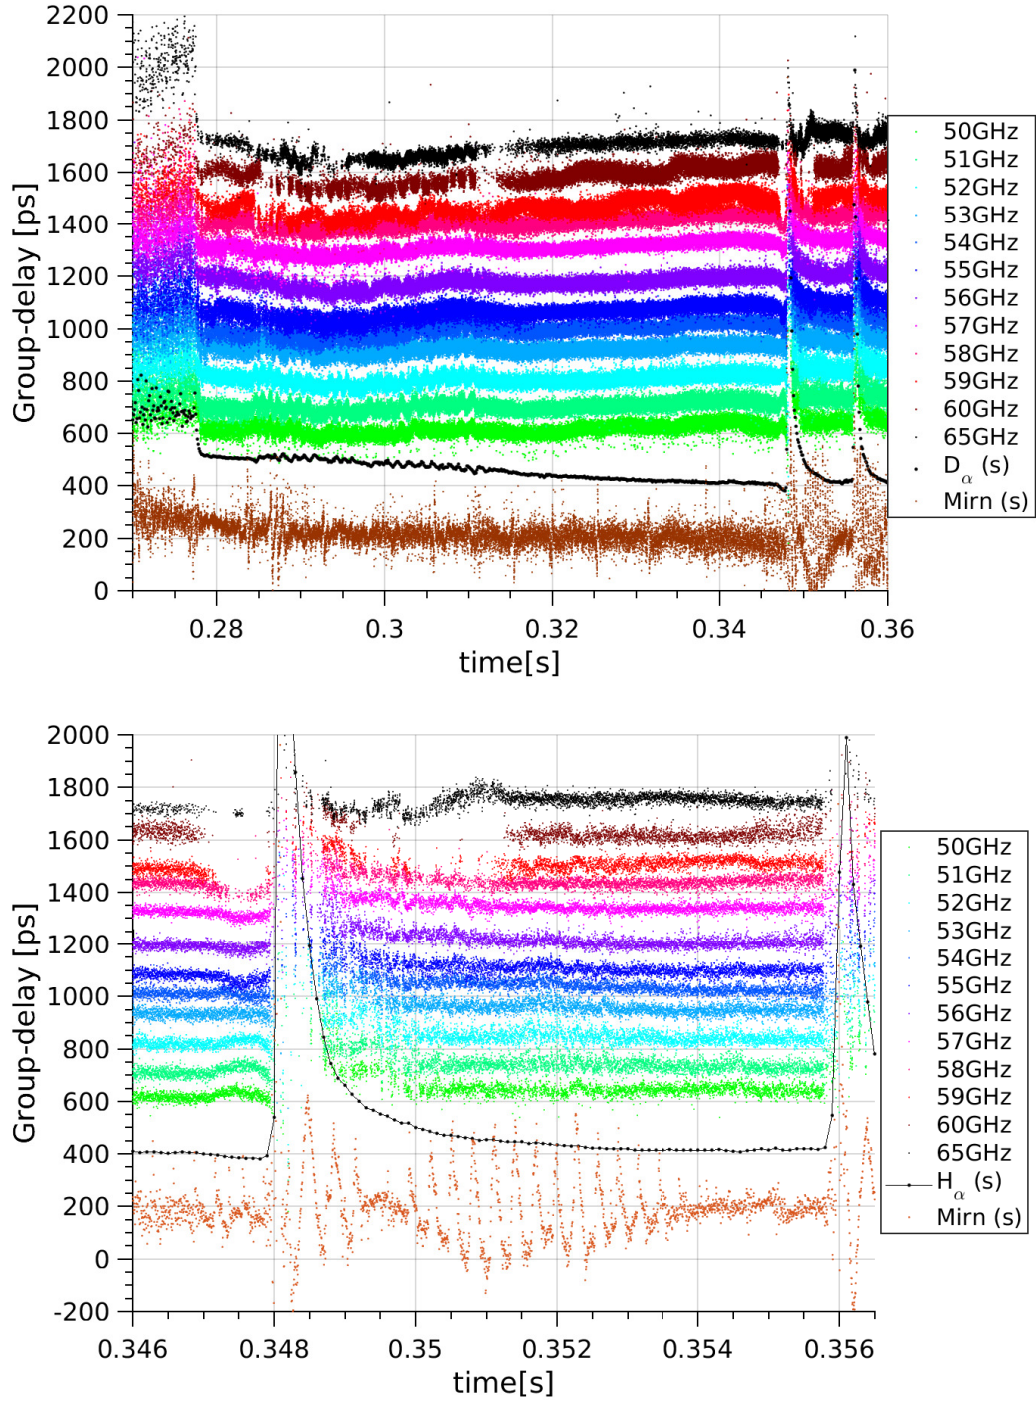 2200
2000
1800
1600
1400
1200
1000
800
600
400
200
0
Group-delay [ps]
0.28 0.3 0.32 0.34 0.36
time[s]
50GHz
51GHz
52GHz
53GHz
54GHz
55GHz
56GHz
57GHz
58GHz
59GHz
60GHz
65GHz
Dα (s)
Mirn (s)
2000
1800
1600
1400
1200
1000
800
600
400
200
0
-200
Group-delay [ps]
0.346 0.348 0.35 0.352 0.354 0.356
time[s]
50GHz
51GHz
52GHz
53GHz
54GHz
55GHz
56GHz
57GHz
58GHz
59GHz
60GHz
65GHz
Hα (s)
Mirn (s)